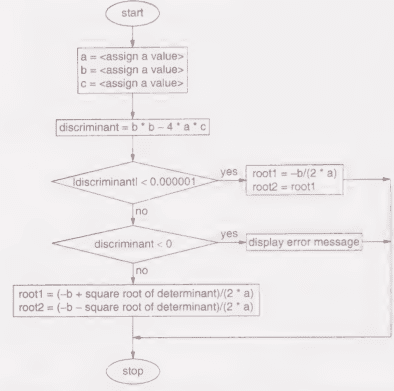 start
a = <assign a value>
b = <assign a value>
c = <assign a value>
discriminant = b * b – 4 * a * c
|discriminant| < 0.000001
yes
root1 = –b/(2 * a)
root2 = root1
no
discriminant < 0
yes
display error message
no
root1 = (–b + square root of determinant)/(2 * a)
root2 = (–b – square root of determinant)/(2 * a)
stop